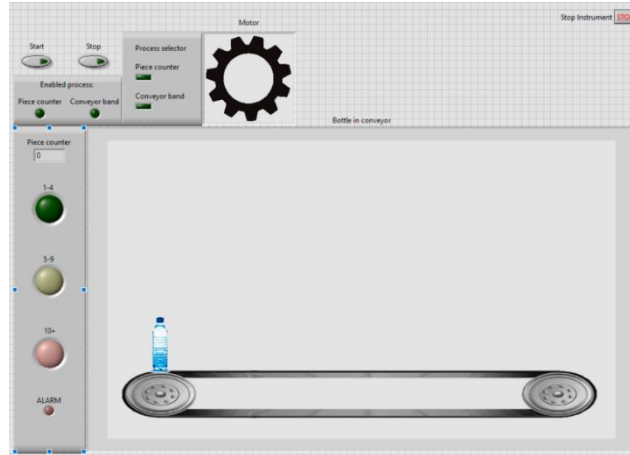 Motor
Stop Instrument
STO
Start
Stop
Process selector
Piece counter
Conveyor band
Enabled process:
Piece counter
Conveyor band
Bottle in conveyor
Piece counter
0
1-4
5-9
10+
ALARM